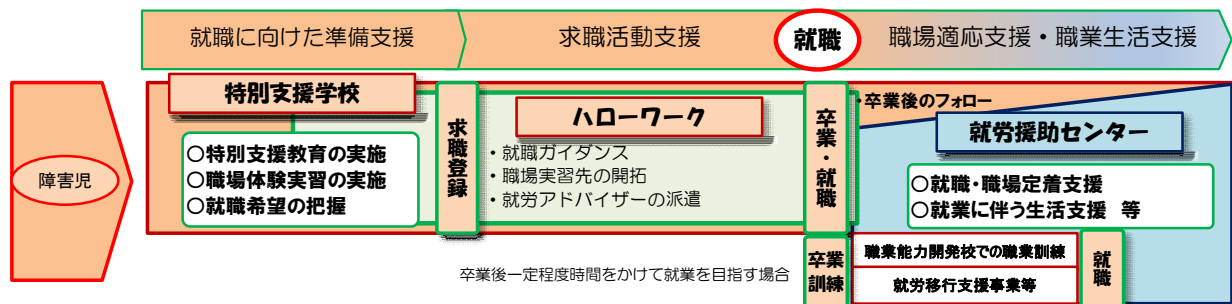 就職に向けた準備支援
求職活動支援
就職
職場適応支援・職業生活支援
障害児
特別支援学校
○特別支援教育の実施
○職場体験実習の実施
○就職希望の把握
求職登録
ハローワーク
・就職ガイダンス
・職場実習先の開拓
・就労アドバイザーの派遣
卒業・就職
・卒業後のフォロー
就労援助センター
○就職・職場定着支援
○就業に伴う生活支援　等
卒業後一定程度時間をかけて就業を目指す場合
卒業
訓練
職業能力開発校での職業訓練
就労移行支援事業等
就職